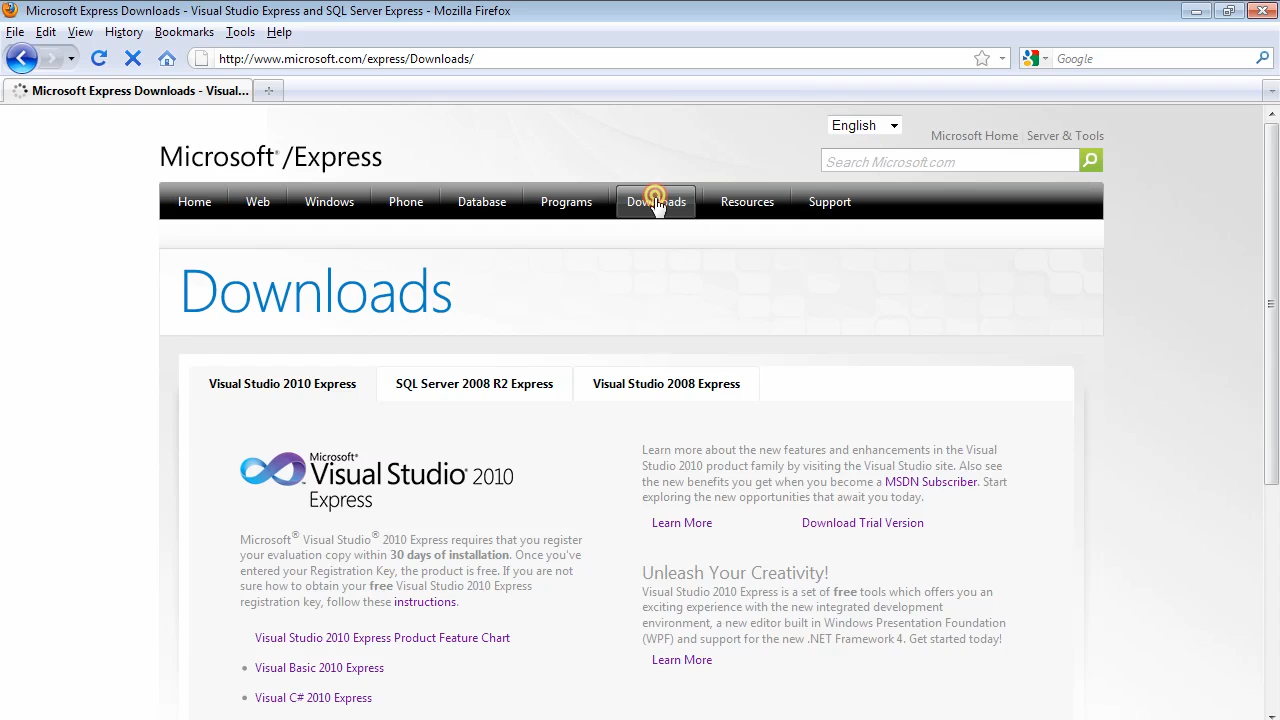 Microsoft Express Downloads - Visual Studio Express and SQL Server Express - Mozilla Firefox
File Edit View History Bookmarks Tools Help
http://www.microsoft.com/express/Downloads/
Google
Microsoft Express Downloads - Visual...
English
Microsoft Home | Server & Tools
Microsoft®/Express
Search Microsoft.com
Home Web Windows Phone Database Programs Downloads Resources Support
Downloads
Visual Studio 2010 Express SQL Server 2008 R2 Express Visual Studio 2008 Express
Microsoft®
Visual Studio® 2010
Express
Microsoft® Visual Studio® 2010 Express requires that you register
your evaluation copy within 30 days of installation. Once you've
entered your Registration Key, the product is free. If you are not
sure how to obtain your free Visual Studio 2010 Express
registration key, follow these instructions.
Visual Studio 2010 Express Product Feature Chart
• Visual Basic 2010 Express
• Visual C# 2010 Express
Learn more about the new features and enhancements in the Visual
Studio 2010 product family by visiting the Visual Studio site. Also see
the new benefits you get when you become a MSDN Subscriber. Start
exploring the new opportunities that await you today.
Learn More Download Trial Version
Unleash Your Creativity!
Visual Studio 2010 Express is a set of free tools which offers you an
exciting experience with the new integrated development
environment, a new editor built in Windows Presentation Foundation
(WPF) and support for the new .NET Framework 4. Get started today!
Learn More